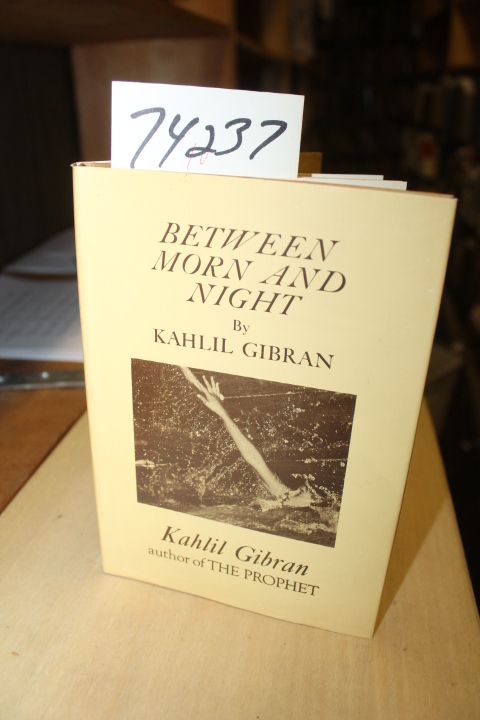 74237
BETWEEN
MORN AND
NIGHT
By
KAHLIL GIBRAN
Kahlil Gibran
author of THE PROPHET